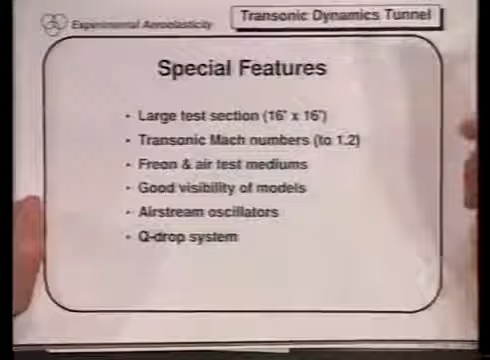 Experimental Aeroelasticity
Transonic Dynamics Tunnel
Special Features
• Large test section (16' x 16')
• Transonic Mach numbers (to 1.2)
• Freon & air test mediums
• Good visibility of models
• Airstream oscillators
• Q-drop system